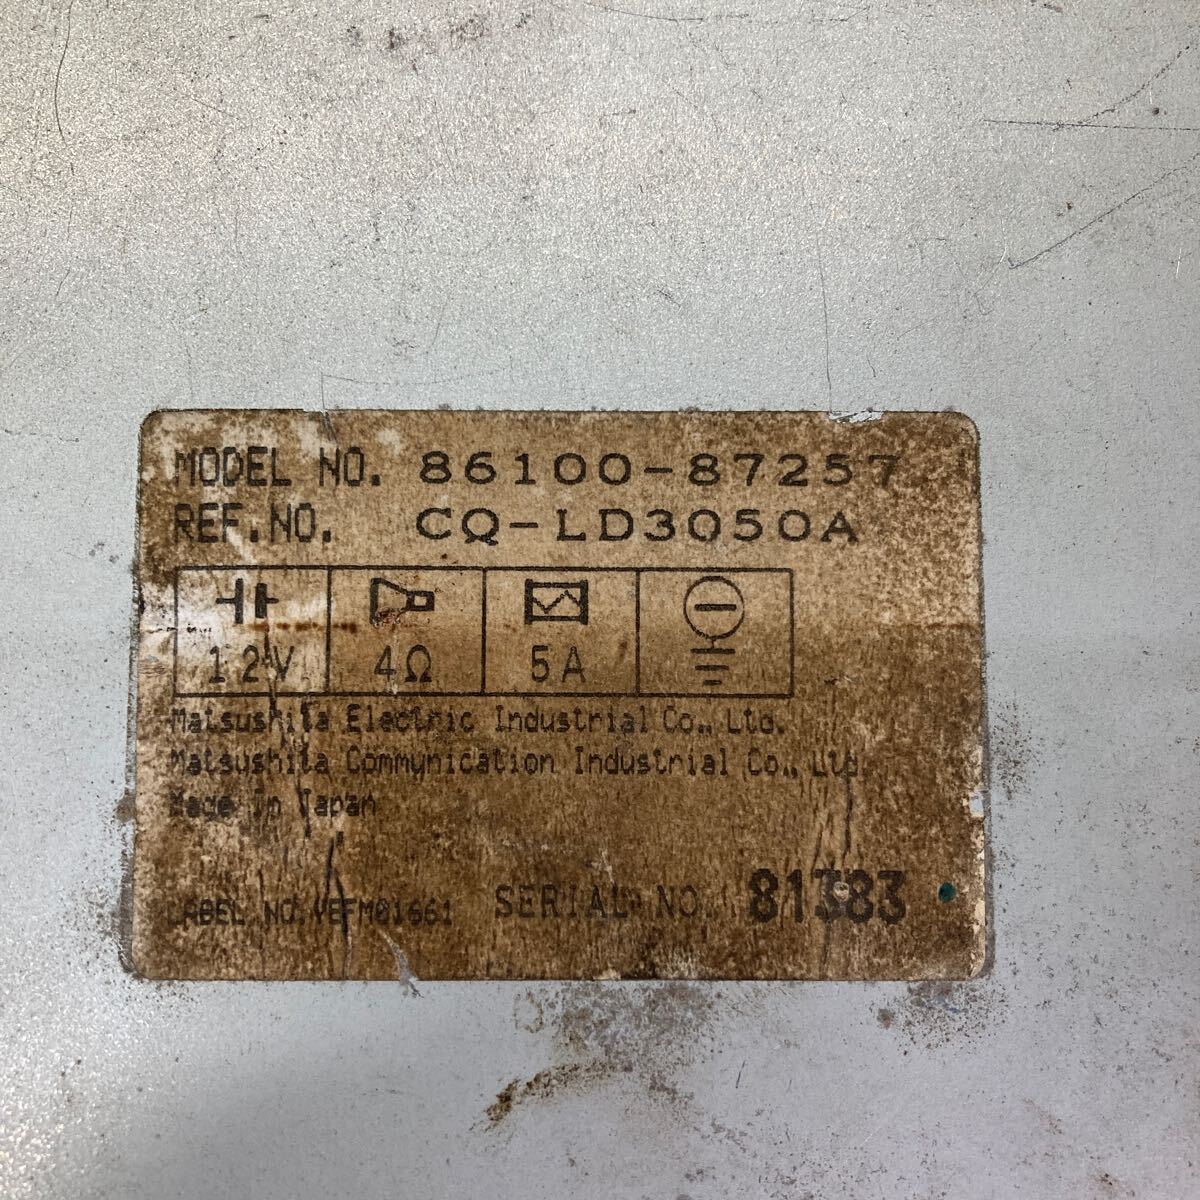 MODEL NO. 86100-87257
REF.NO. CQ-LD3050A
12V 4Ω 5A
Matsushita Electric Industrial Co., Ltd.
Matsushita Communication Industrial Co., Ltd.
Made In Japan
LABEL NO. YEFM01661 SERIAL NO. 81383